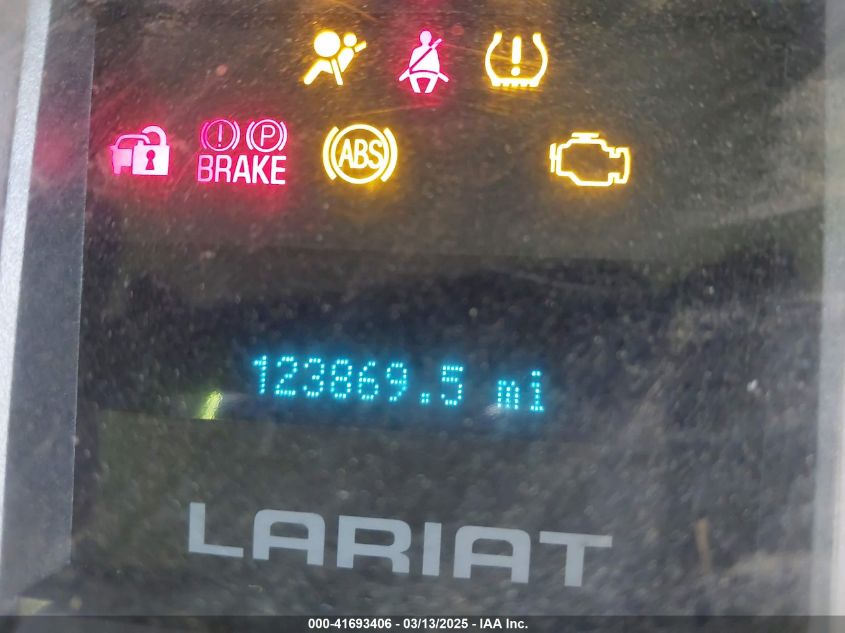 ! P
BRAKE ABS
123869.5 mi
LARIAT
000-41693406 - 03/13/2025 - IAA Inc.